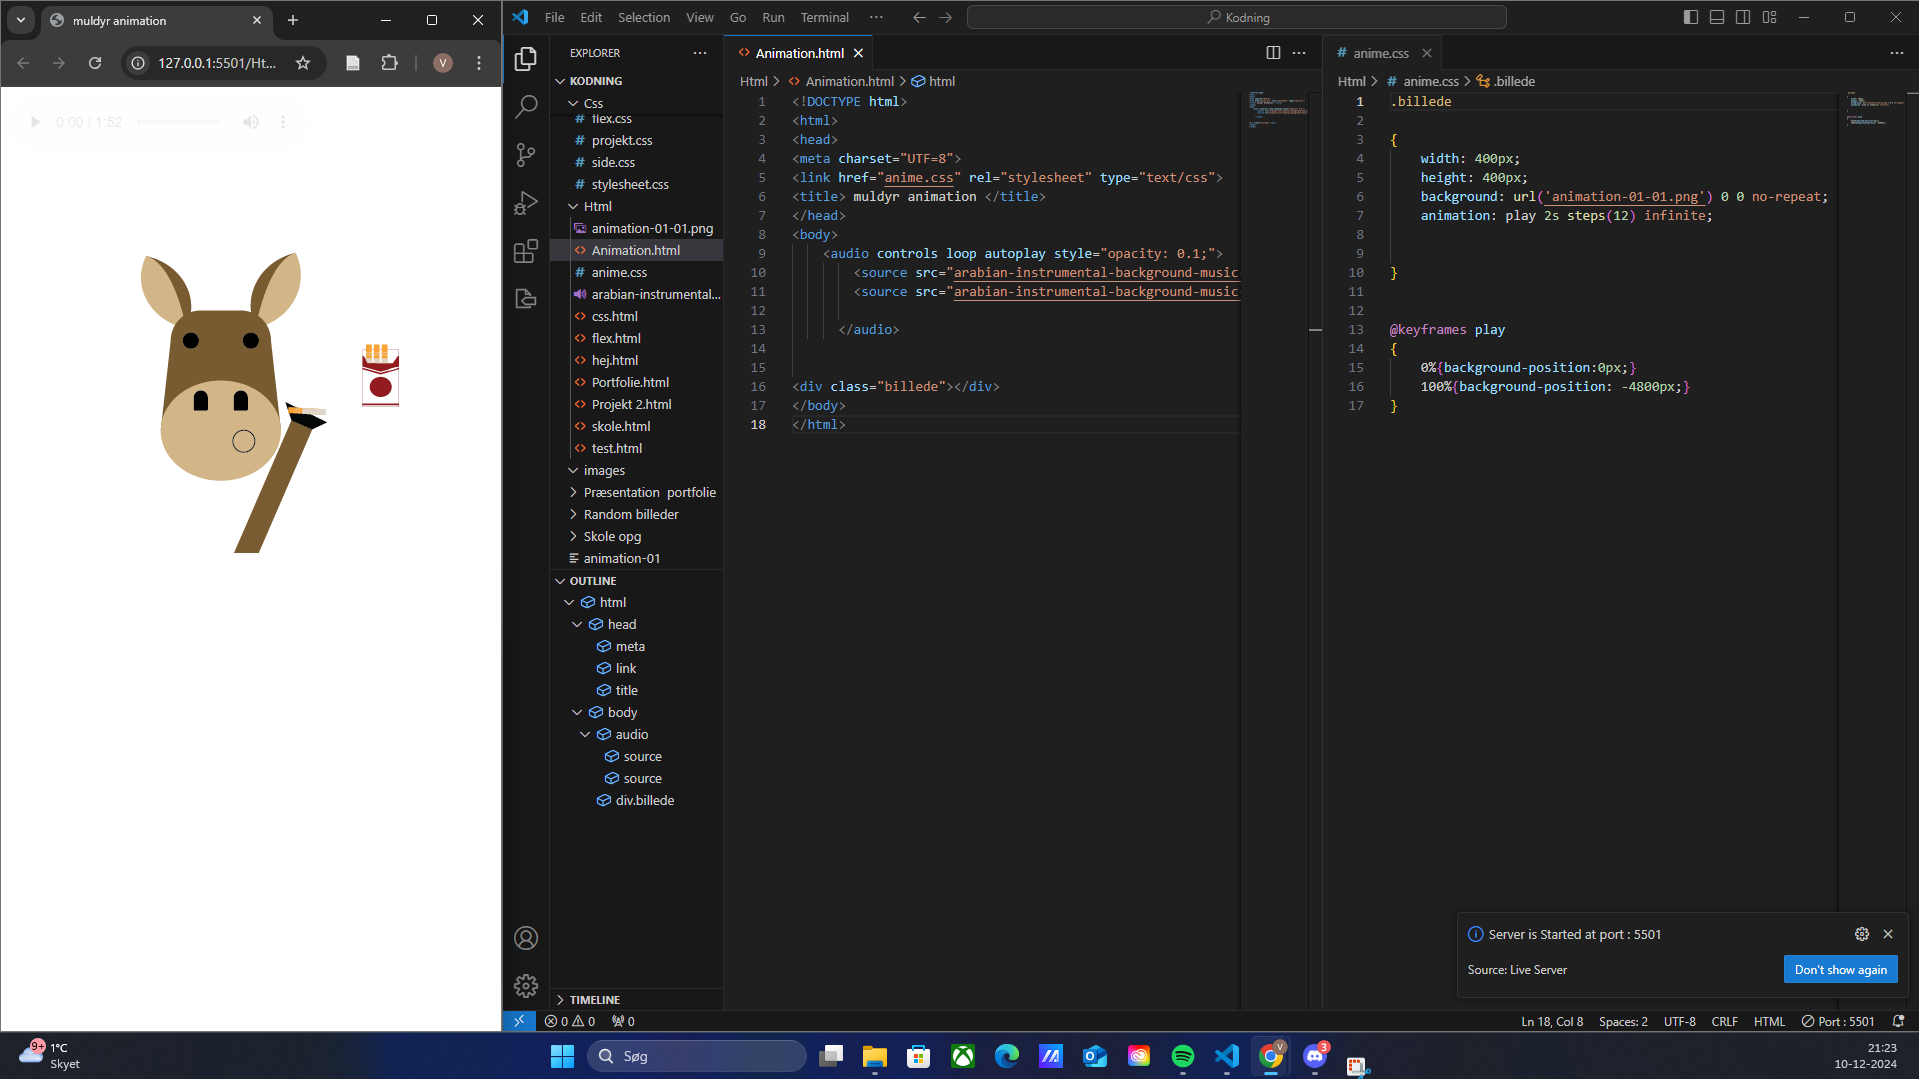 muldyr animation
127.0.0.1:5501/Ht...
V
0:00 / 1:52
File Edit Selection View Go Run Terminal ···
Kodning
EXPLORER
KODNING
Css
flex.css
projekt.css
side.css
stylesheet.css
Html
animation-01-01.png
Animation.html
anime.css
arabian-instrumental...
css.html
flex.html
hej.html
Portfolie.html
Projekt 2.html
skole.html
test.html
images
Præsentation portfolie
Random billeder
Skole opg
animation-01
OUTLINE
html
head
meta
link
title
body
audio
source
source
div.billede
TIMELINE
Animation.html
Html > Animation.html > html
1 <!DOCTYPE html>
2 <html>
3 <head>
4 <meta charset="UTF=8">
5 <link href="anime.css" rel="stylesheet" type="text/css">
6 <title> muldyr animation </title>
7 </head>
8 <body>
9 <audio controls loop autoplay style="opacity: 0.1;">
10 <source src="arabian-instrumental-background-music-
11 <source src="arabian-instrumental-background-music-
12
13 </audio>
14
15
16 <div class="billede"></div>
17 </body>
18 </html>
# anime.css
Html > # anime.css > .billede
1 .billede
2
3 {
4 width: 400px;
5 height: 400px;
6 background: url('animation-01-01.png') 0 0 no-repeat;
7 animation: play 2s steps(12) infinite;
8
9
10 }
11
12
13 @keyframes play
14 {
15 0%{background-position:0px;}
16 100%{background-position: -4800px;}
17 }
Server is Started at port : 5501
Source: Live Server
Don't show again
0 0 0
Ln 18, Col 8 Spaces: 2 UTF-8 CRLF HTML Port : 5501
9+
1°C
Skyet
Søg
V
3
21:23
10-12-2024